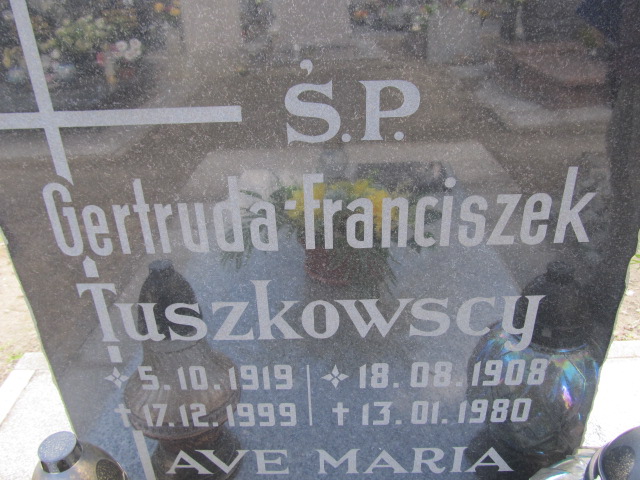 Ś.P.
Gertruda-Franciszek
Tuszkowscy
5.10.1919 | 18.08.1908
† 17.12.1999 | † 13.01.1980
AVE MARIA